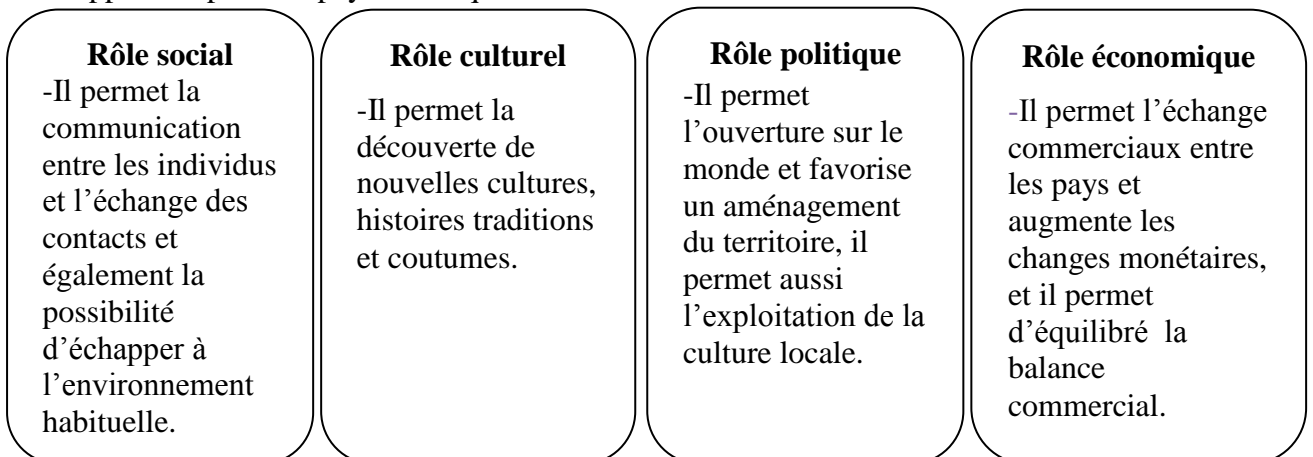 Rôle social
-Il permet la
communication
entre les individus
et l’échange des
contacts et
également la
possibilité
d’échapper à
l’environnement
habituelle.
Rôle culturel
-Il permet la
découverte de
nouvelles cultures,
histoires traditions
et coutumes.
Rôle politique
-Il permet
l’ouverture sur le
monde et favorise
un aménagement
du territoire, il
permet aussi
l’exploitation de la
culture locale.
Rôle économique
-Il permet l’échange
commerciaux entre
les pays et
augmente les
changes monétaires,
et il permet
d’équilibré  la
balance
commercial.